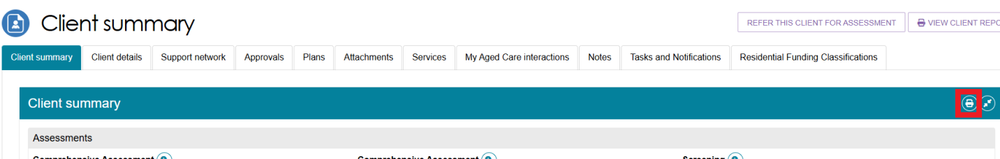 Client summary
REFER THIS CLIENT FOR ASSESSMENT
VIEW CLIENT REPO
Client summary Client details Support network Approvals Plans Attachments Services My Aged Care interactions Notes Tasks and Notifications Residential Funding Classifications
Client summary
Assessments
Comprehensive Assessment Comprehensive Assessment Screening